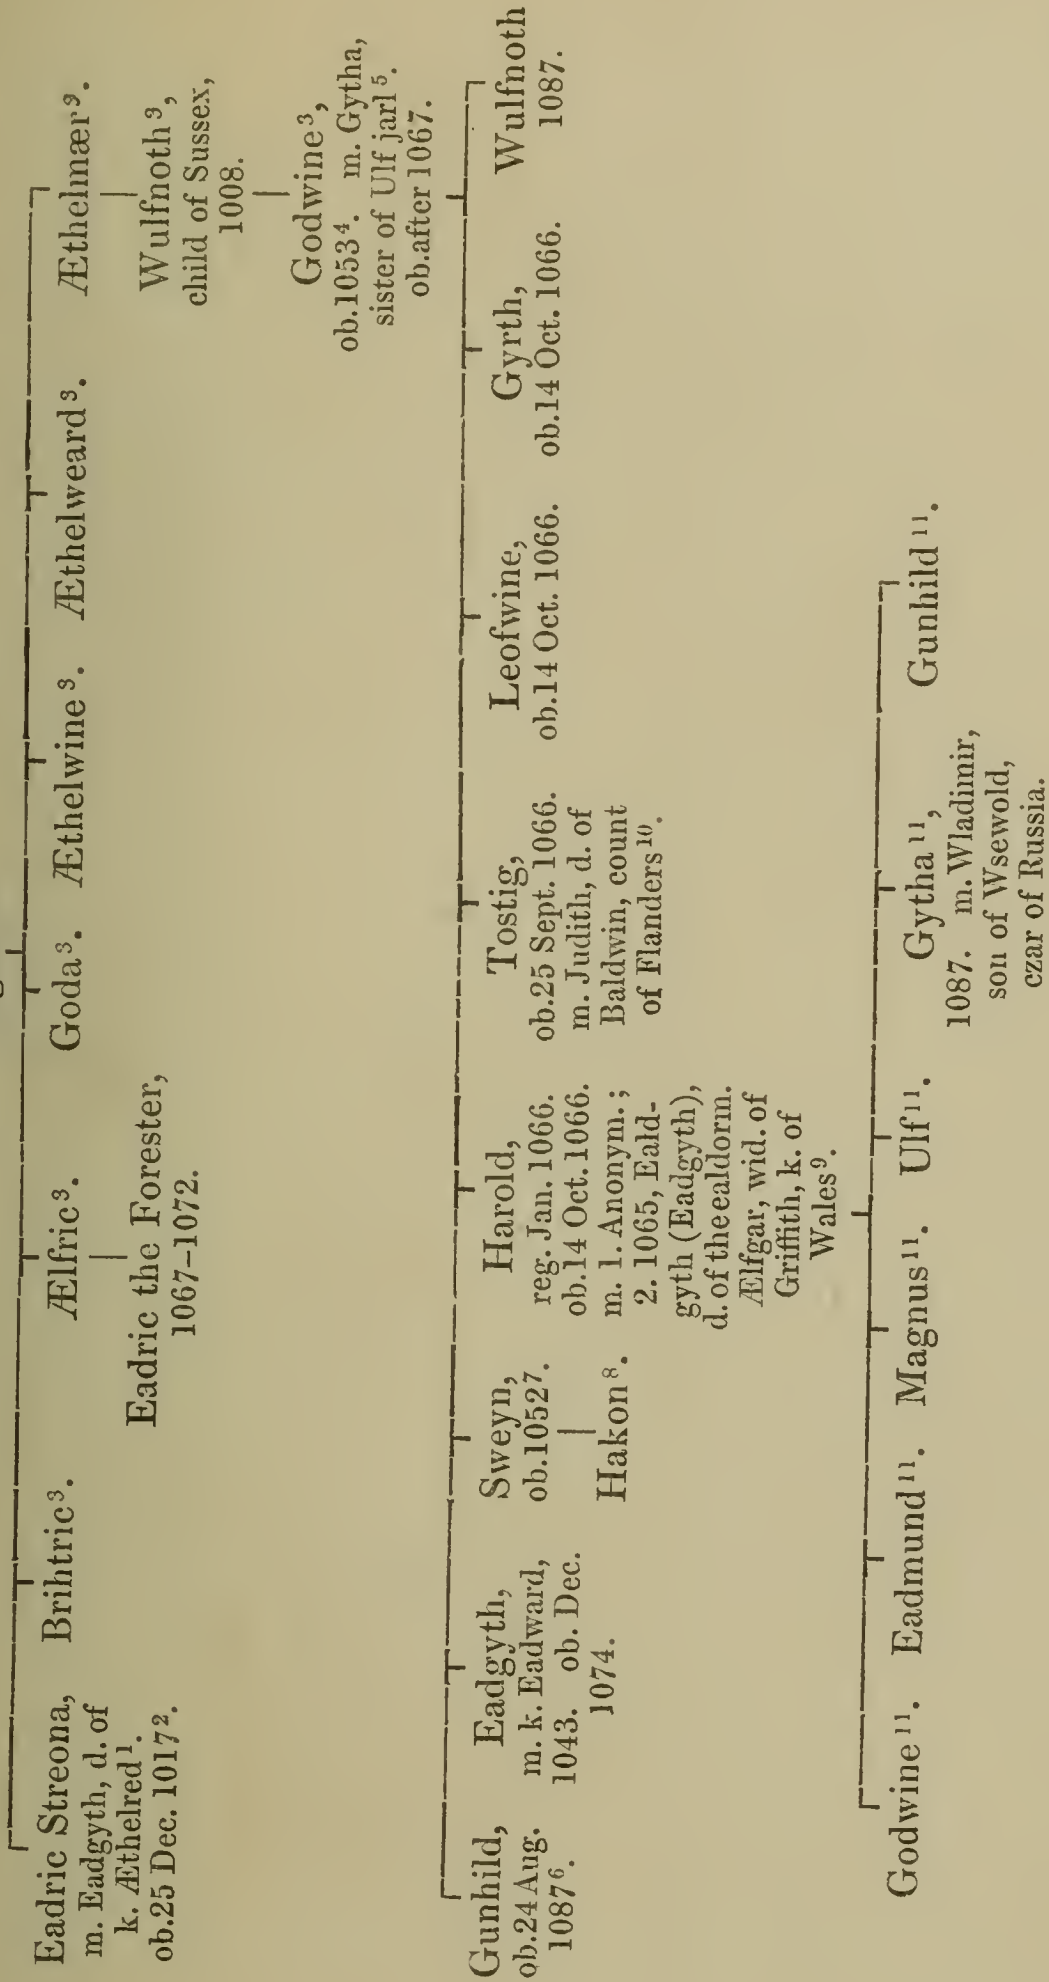 Eadric Streona,
m. Eadgyth, d. of
k. Æthelred¹.
ob. 25 Dec. 1017².
Brihtric³.
Ælfric³.
Eadric the Forester,
1067–1072.
Goda³.
Æthelwine³.
Æthelweard³.
Æthelmær⁹.
Wulfnoth³,
child of Sussex,
1008.
Godwine³,
ob. 1053⁴. m. Gytha,
sister of Ulf jarl⁵.
ob. after 1067.
Gunhild,
ob. 24 Aug.
1087⁶.
Eadgyth,
m. k. Eadward,
1043. ob. Dec.
1074.
Sweyn,
ob. 1052⁷.
Hakon⁸.
Harold,
reg. Jan. 1066.
ob. 14 Oct. 1066.
m. 1. Anonym.;
2. 1065, Eald-
gyth (Eadgyth),
d. of the ealdorm.
Ælfgar, wid. of
Griffith, k. of
Wales⁹.
Tostig,
ob. 25 Sept. 1066.
m. Judith, d. of
Baldwin, count
of Flanders¹⁰.
Leofwine,
ob. 14 Oct. 1066.
Gyrth,
ob. 14 Oct. 1066.
Wulfnoth
1087.
Godwine¹¹.
Eadmund¹¹.
Magnus¹¹.
Ulf¹¹.
Gytha¹¹,
1087. m. Wladimir,
son of Wsewold,
czar of Russia.
Gunhild¹¹.